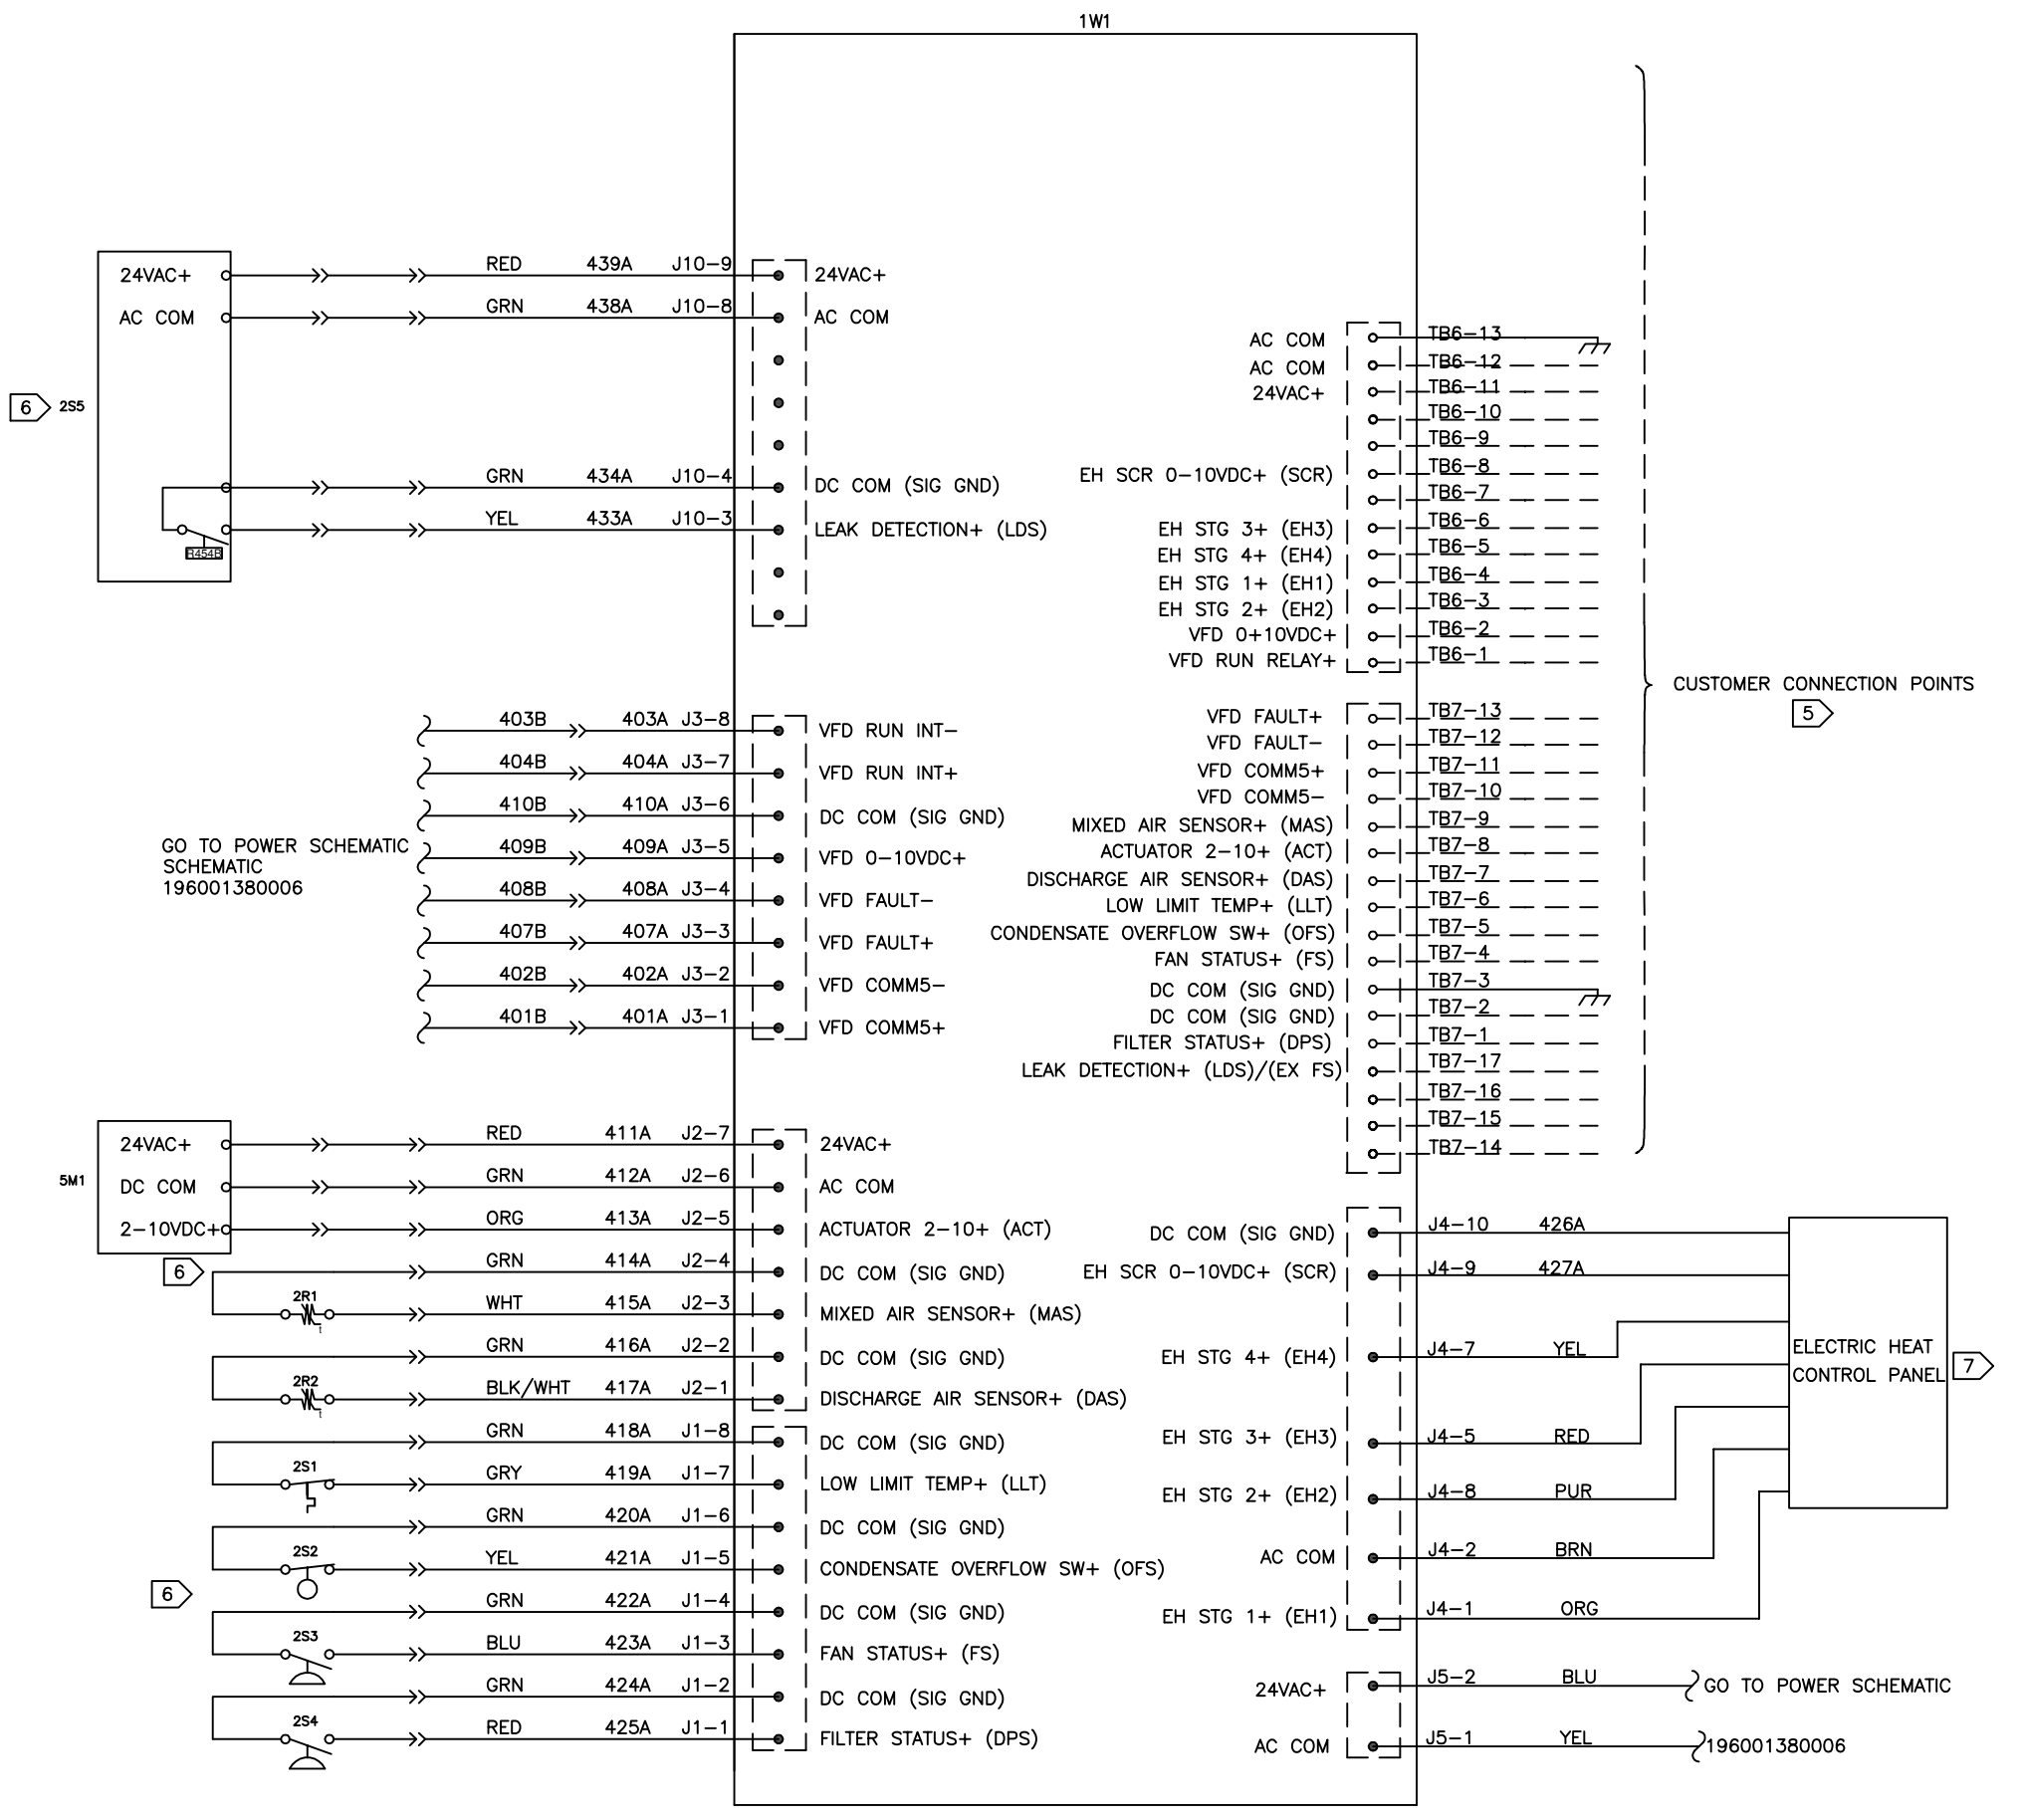 1W1
24VAC+
RED 439A J10-9
24VAC+
AC COM
GRN 438A J10-8
AC COM
6
2S5
GRN 434A J10-4
DC COM (SIG GND)
YEL 433A J10-3
LEAK DETECTION+ (LDS)
R454B
AC COM TB6-13
AC COM TB6-12
24VAC+ TB6-11
TB6-10
TB6-9
EH SCR 0-10VDC+ (SCR) TB6-8
TB6-7
EH STG 3+ (EH3) TB6-6
EH STG 4+ (EH4) TB6-5
EH STG 1+ (EH1) TB6-4
EH STG 2+ (EH2) TB6-3
VFD 0+10VDC+ TB6-2
VFD RUN RELAY+ TB6-1
CUSTOMER CONNECTION POINTS
5
403B 403A J3-8 VFD RUN INT-
404B 404A J3-7 VFD RUN INT+
410B 410A J3-6 DC COM (SIG GND)
409B 409A J3-5 VFD 0-10VDC+
408B 408A J3-4 VFD FAULT-
407B 407A J3-3 VFD FAULT+
402B 402A J3-2 VFD COMM5-
401B 401A J3-1 VFD COMM5+
GO TO POWER SCHEMATIC
SCHEMATIC
196001380006
VFD FAULT+ TB7-13
VFD FAULT- TB7-12
VFD COMM5+ TB7-11
VFD COMM5- TB7-10
MIXED AIR SENSOR+ (MAS) TB7-9
ACTUATOR 2-10+ (ACT) TB7-8
DISCHARGE AIR SENSOR+ (DAS) TB7-7
LOW LIMIT TEMP+ (LLT) TB7-6
CONDENSATE OVERFLOW SW+ (OFS) TB7-5
FAN STATUS+ (FS) TB7-4
DC COM (SIG GND) TB7-3
DC COM (SIG GND) TB7-2
FILTER STATUS+ (DPS) TB7-1
LEAK DETECTION+ (LDS)/(EX FS) TB7-17
TB7-16
TB7-15
TB7-14
5M1
24VAC+ RED 411A J2-7 24VAC+
DC COM GRN 412A J2-6 AC COM
2-10VDC+ ORG 413A J2-5 ACTUATOR 2-10+ (ACT)
6
GRN 414A J2-4 DC COM (SIG GND)
2R1
t
WHT 415A J2-3 MIXED AIR SENSOR+ (MAS)
GRN 416A J2-2 DC COM (SIG GND)
2R2
t
BLK/WHT 417A J2-1 DISCHARGE AIR SENSOR+ (DAS)
GRN 418A J1-8 DC COM (SIG GND)
2S1
GRY 419A J1-7 LOW LIMIT TEMP+ (LLT)
GRN 420A J1-6 DC COM (SIG GND)
2S2
YEL 421A J1-5 CONDENSATE OVERFLOW SW+ (OFS)
6
GRN 422A J1-4 DC COM (SIG GND)
2S3
BLU 423A J1-3 FAN STATUS+ (FS)
GRN 424A J1-2 DC COM (SIG GND)
2S4
RED 425A J1-1 FILTER STATUS+ (DPS)
DC COM (SIG GND) J4-10 426A
EH SCR 0-10VDC+ (SCR) J4-9 427A
EH STG 4+ (EH4) J4-7 YEL
EH STG 3+ (EH3) J4-5 RED
EH STG 2+ (EH2) J4-8 PUR
AC COM J4-2 BRN
EH STG 1+ (EH1) J4-1 ORG
ELECTRIC HEAT
CONTROL PANEL
7
24VAC+ J5-2 BLU GO TO POWER SCHEMATIC
AC COM J5-1 YEL 196001380006